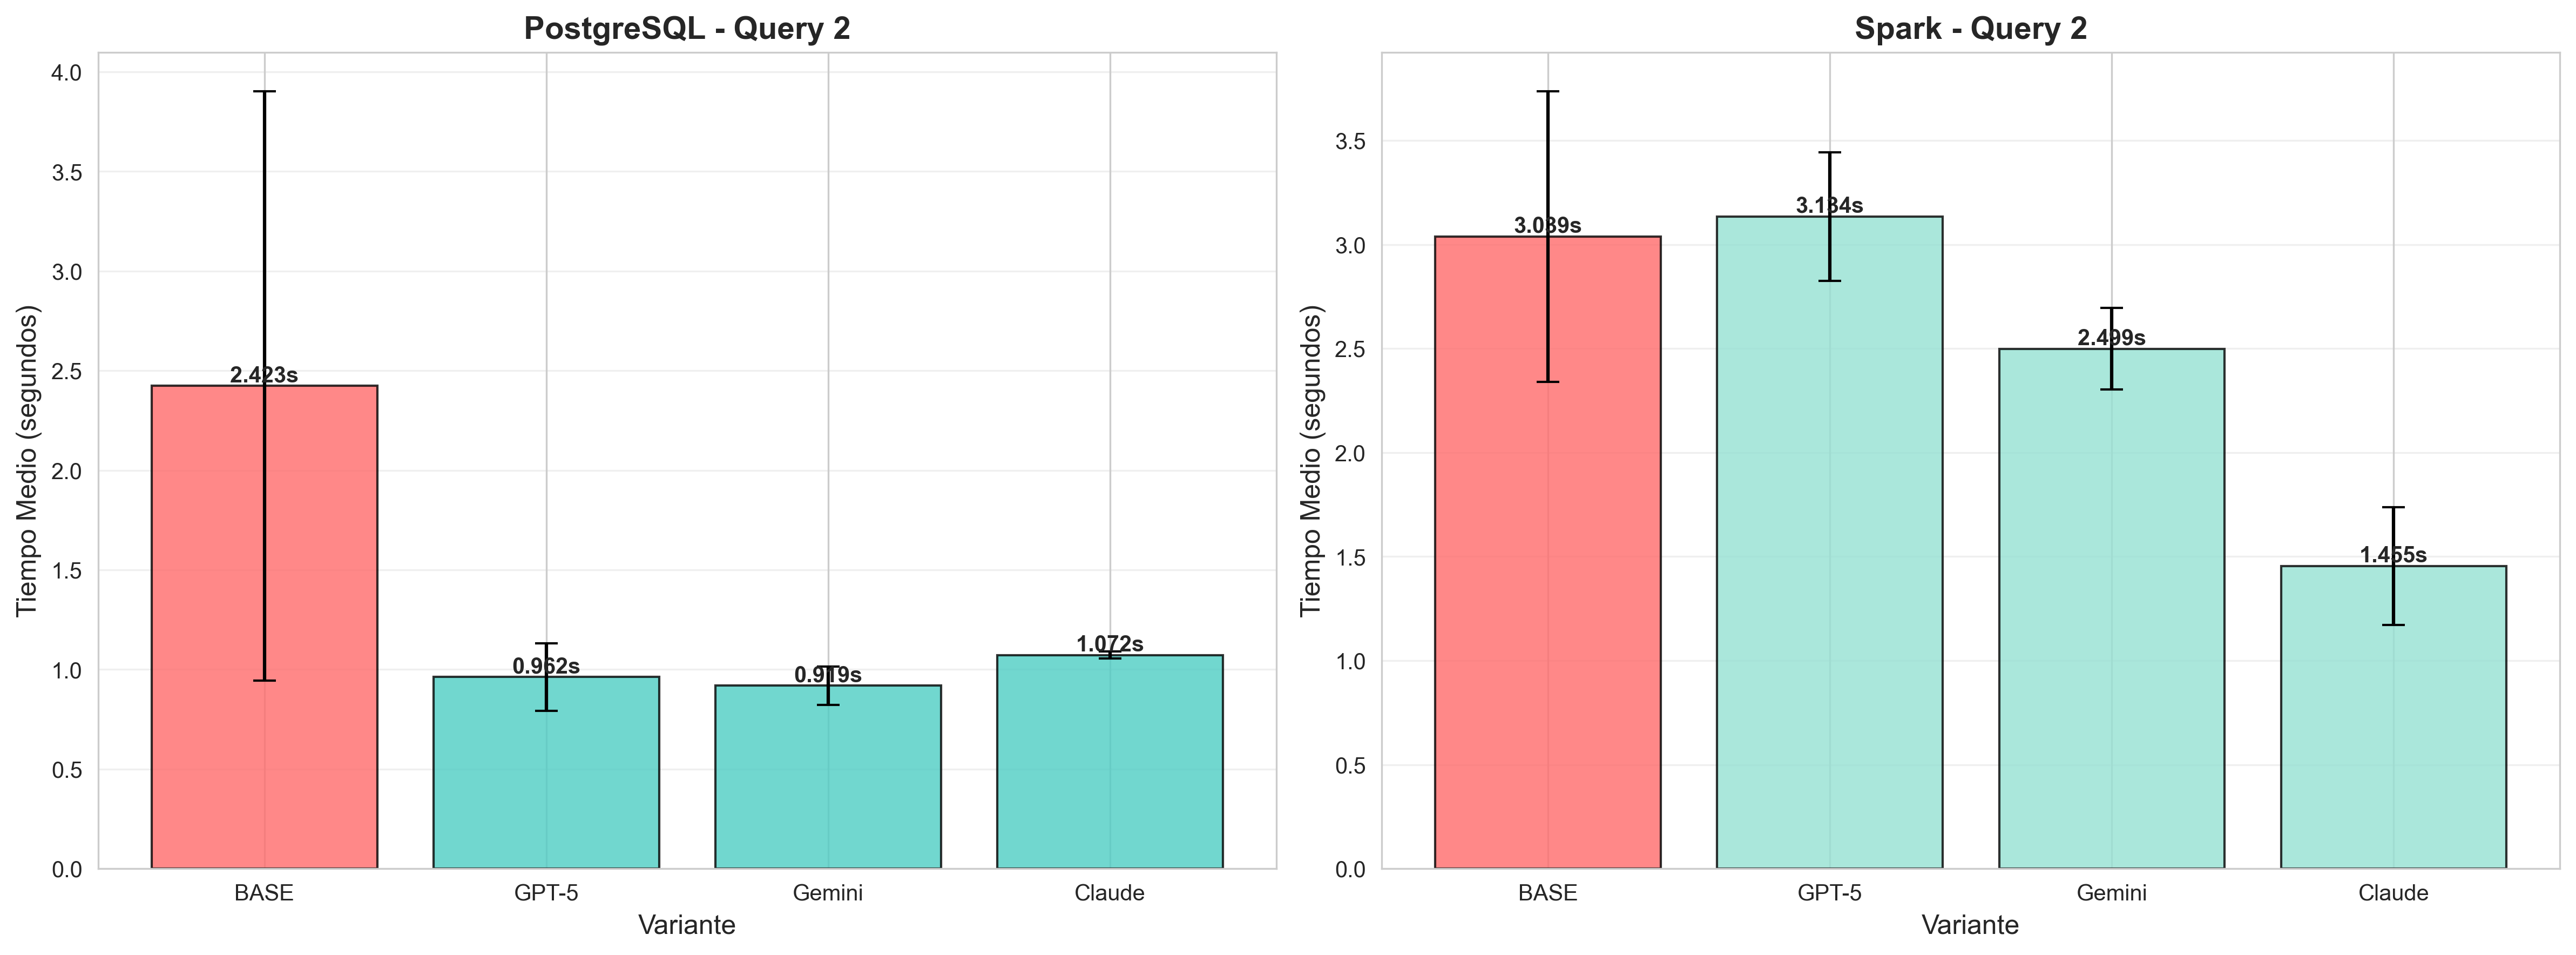 PostgreSQL - Query 2
Tiempo Medio (segundos)
4.0
3.5
3.0
2.5
2.0
1.5
1.0
0.5
0.0
2.423s
0.962s
0.919s
1.072s
BASE GPT-5 Gemini Claude
Variante
Spark - Query 2
Tiempo Medio (segundos)
3.5
3.0
2.5
2.0
1.5
1.0
0.5
0.0
3.039s
3.134s
2.499s
1.455s
BASE GPT-5 Gemini Claude
Variante